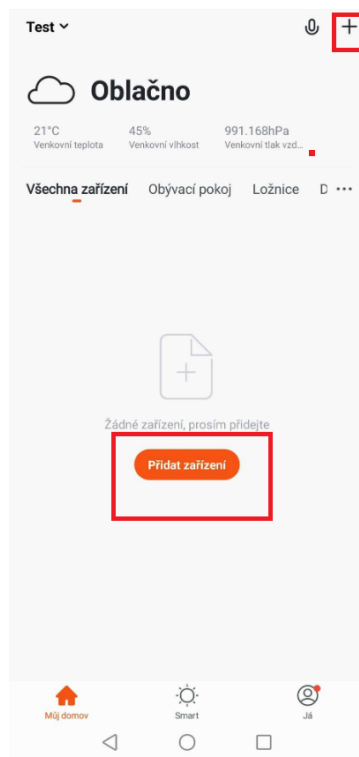 Test
Oblačno
21°C 45% 991.168hPa
Venkovní teplota Venkovní vlhkost Venkovní tlak vzd...
Všechna zařízení Obývací pokoj Ložnice D ...
Žádné zařízení, prosím přidejte
Přidat zařízení
Můj domov Smart Já